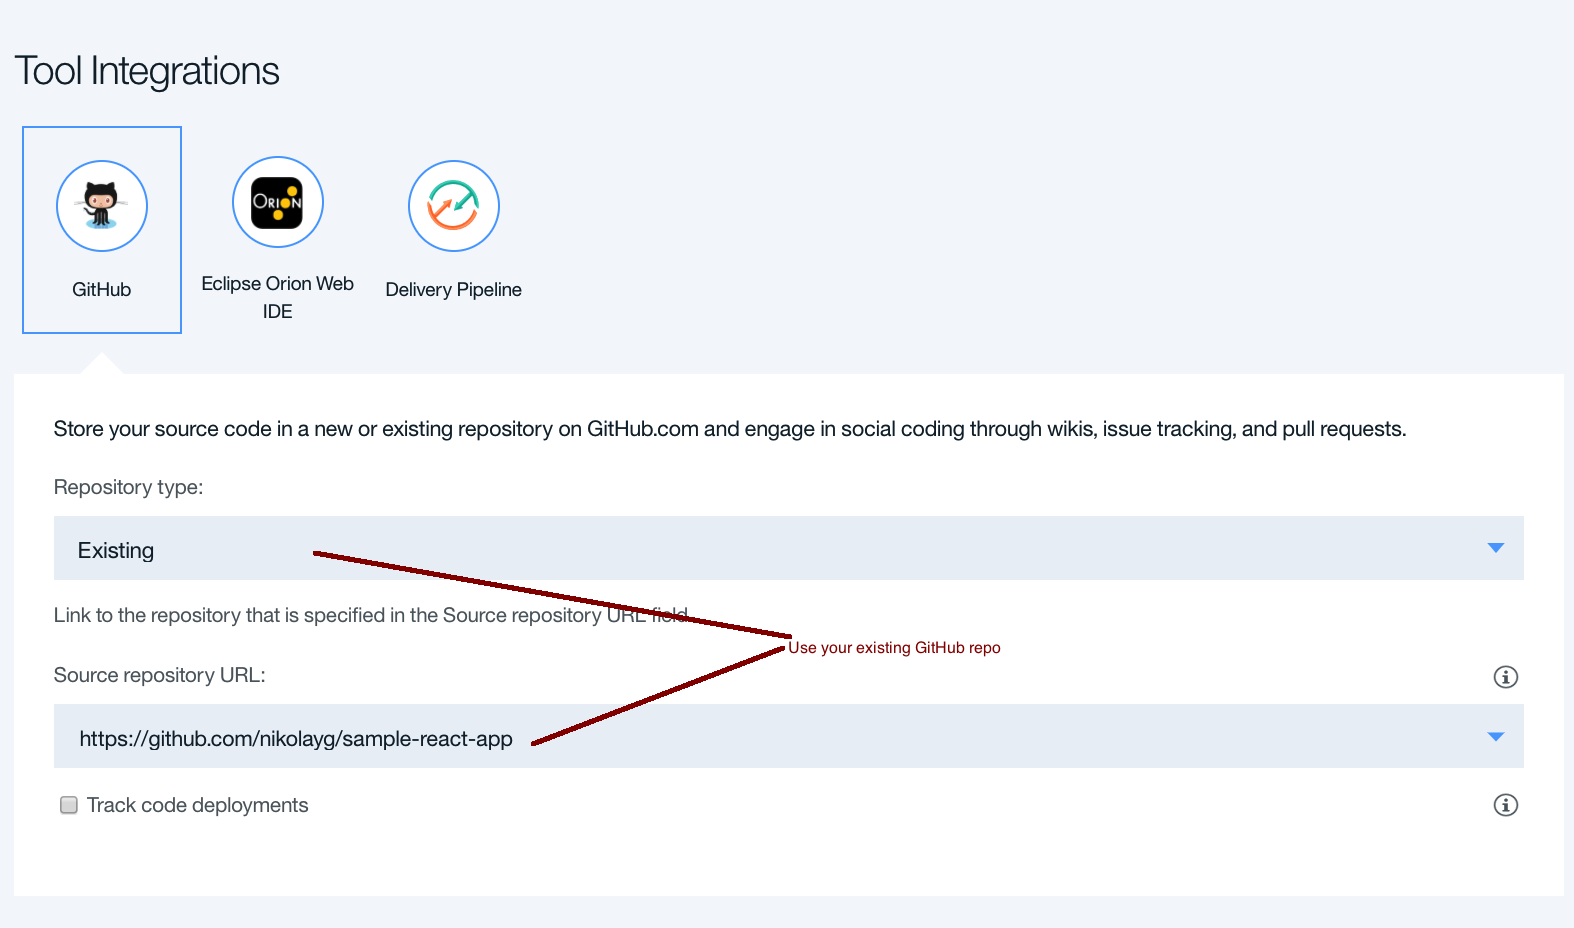 Tool Integrations
ORION
GitHub
Eclipse Orion Web
IDE
Delivery Pipeline
Store your source code in a new or existing repository on GitHub.com and engage in social coding through wikis, issue tracking, and pull requests.
Repository type:
Existing
Link to the repository that is specified in the Source repository URL field.
Use your existing GitHub repo
Source repository URL:
https://github.com/nikolayg/sample-react-app
Track code deployments